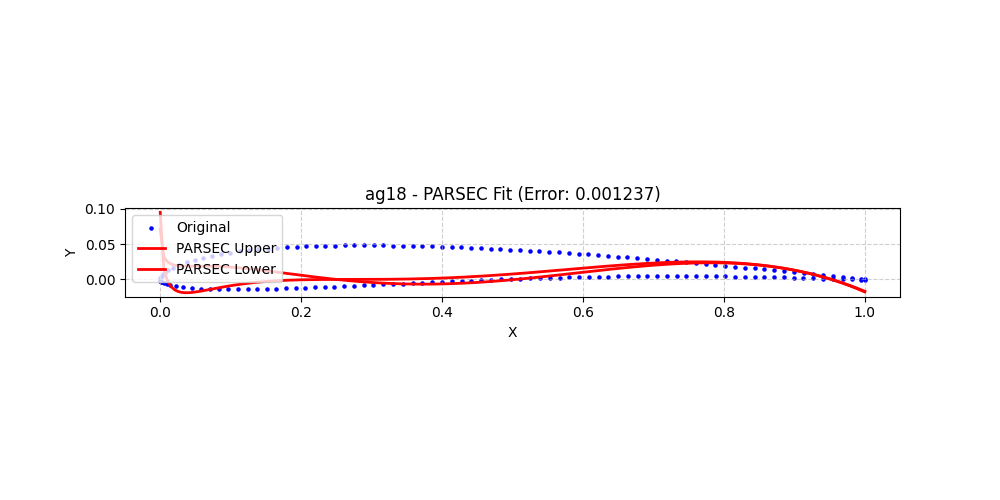 ag18 - PARSEC Fit (Error: 0.001237)
0.10
0.05
0.00
Y
Original
PARSEC Upper
PARSEC Lower
0.0 0.2 0.4 0.6 0.8 1.0
X